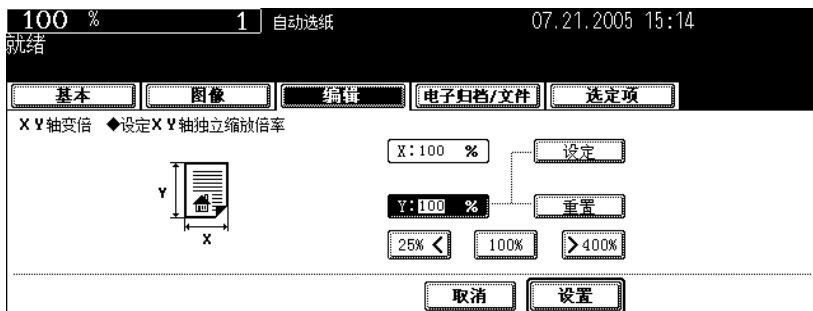 100 % 1 自动选纸 07.21.2005 15:14
就绪
基本 图像 编辑 电子归档/文件 选定项
X Y轴变倍 ◆设定X Y轴独立缩放倍率
X:100 % 设定
Y
Y:100 % 重置
X
25% < 100% >400%
取消 设置